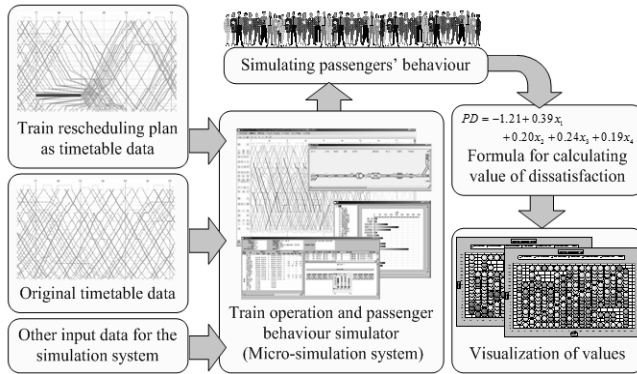 Train rescheduling plan
as timetable data
Original timetable data
Other input data for the
simulation system
Simulating passengers' behaviour
Train operation and passenger
behaviour simulator
(Micro-simulation system)
PD = −1.21 + 0.39x₁
+ 0.20x₂ + 0.24x₃ + 0.19x₄
Formula for calculating
value of dissatisfaction
Visualization of values